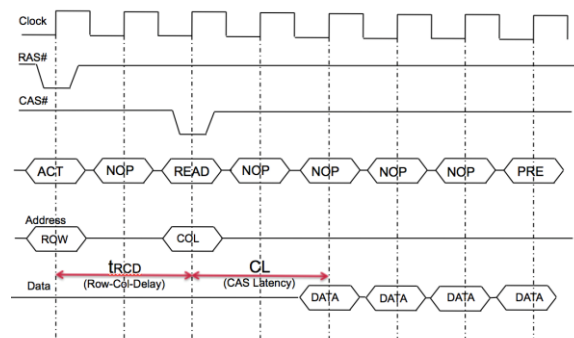 Clock
RAS#
CAS#
ACT NOP READ NOP NOP NOP NOP PRE
Address
ROW COL
tRCD CL
(Row-Col-Delay) (CAS Latency)
Data
DATA DATA DATA DATA